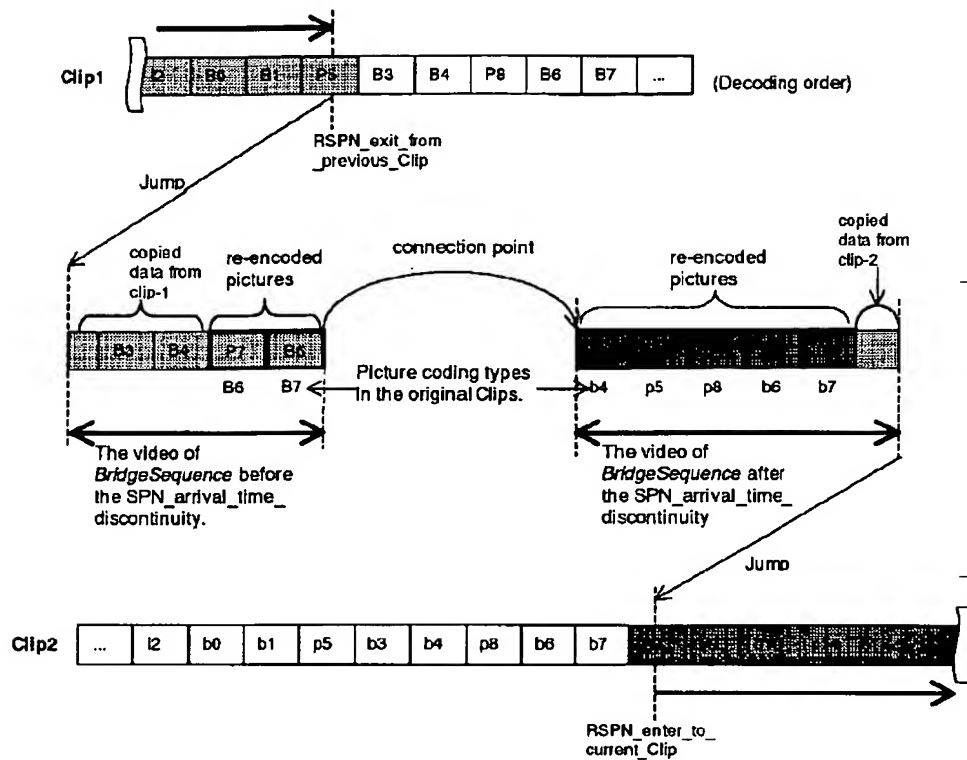 Clip1
I2 B0 B1 P5 B3 B4 P8 B6 B7 ...
(Decoding order)
RSPN_exit_from
_previous_Clip
Jump
copied
data from
clip-1
re-encoded
pictures
connection point
re-encoded
pictures
copied
data from
clip-2
B3 B4 P7
B6 B7
Picture coding types
in the original Clips.
b4 p5 p8 b6 b7
The video of
BridgeSequence before
the SPN_arrival_time_
discontinuity.
The video of
BridgeSequence after
the SPN_arrival_time_
discontinuity
Jump
Clip2
... i2 b0 b1 p5 b3 b4 p8 b6 b7
RSPN_enter_to_
current_Clip